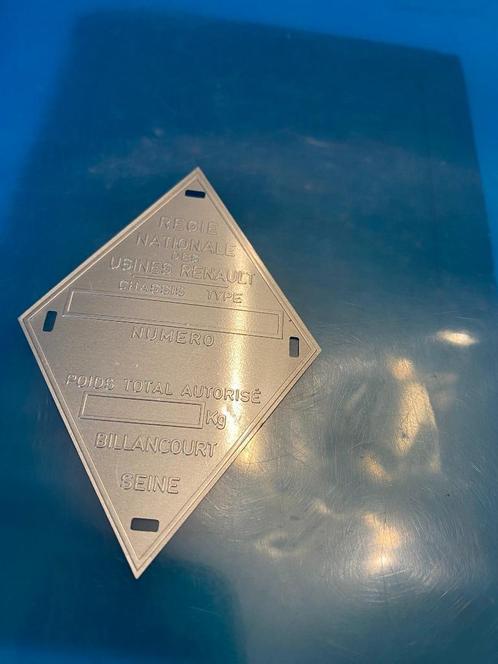 REGIE
NATIONALE
DES
USINES RENAULT
CHASSIS TYPE
NUMERO
POIDS TOTAL AUTORISÉ
Kg
BILLANCOURT
SEINE